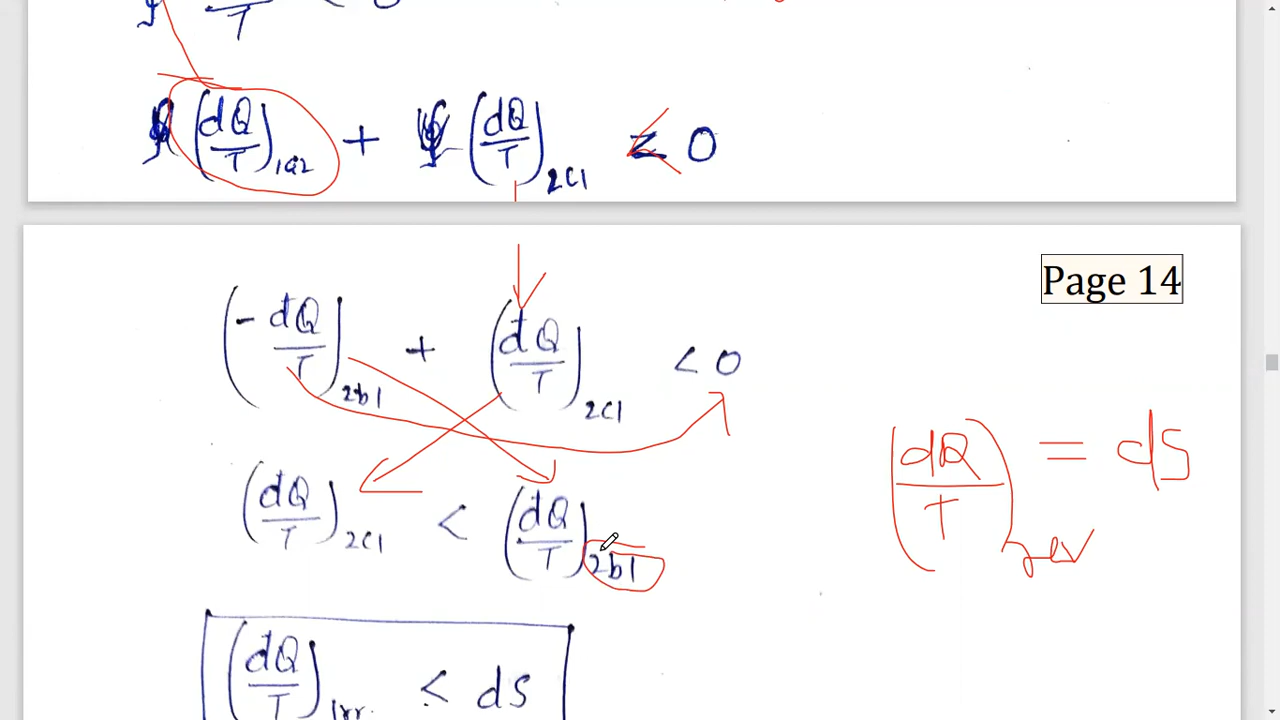 T
(dQ/T)1a2 + (dQ/T)2C1 < 0
Page 14
(-dQ/T)2b1 + (dQ/T)2C1 < 0
(dQ/T)rev = ds
(dQ/T)2C1 < (dQ/T)2b1
(dQ/T)Irr. < ds